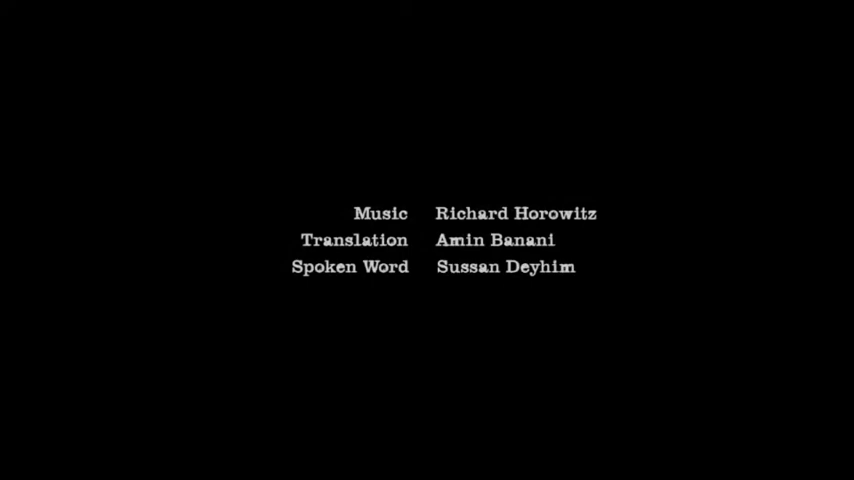 Music Richard Horowitz
Translation Amin Banani
Spoken Word Sussan Deyhim